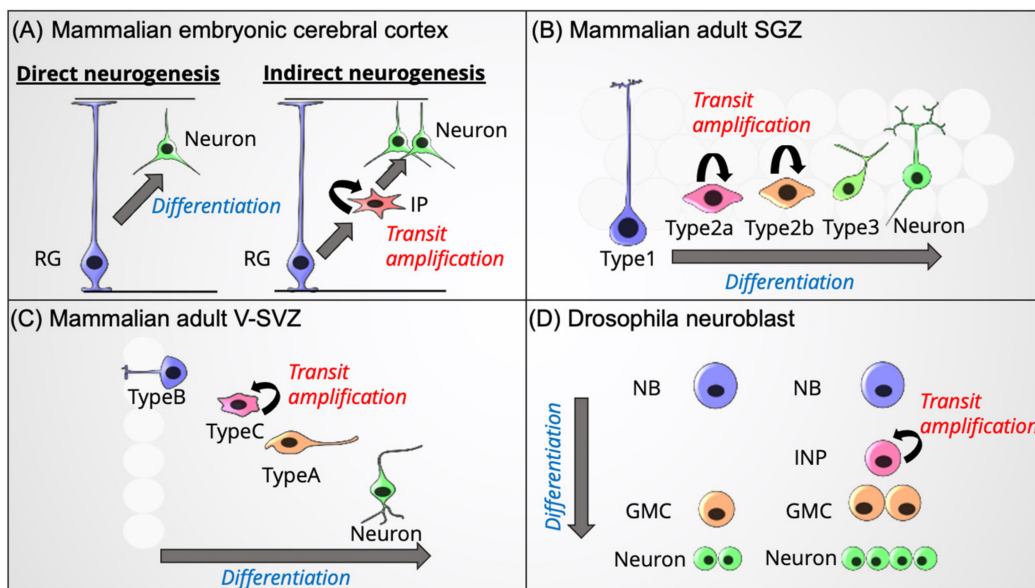 (A) Mammalian embryonic cerebral cortex
Direct neurogenesis
Indirect neurogenesis
Neuron
Differentiation
RG
Neuron
IP
Transit
amplification
RG
(B) Mammalian adult SGZ
Transit
amplification
Type1
Type2a
Type2b
Type3
Neuron
Differentiation
(C) Mammalian adult V-SVZ
TypeB
Transit
amplification
TypeC
TypeA
Neuron
Differentiation
(D) Drosophila neuroblast
Differentiation
NB
NB
Transit
amplification
INP
GMC
GMC
Neuron
Neuron